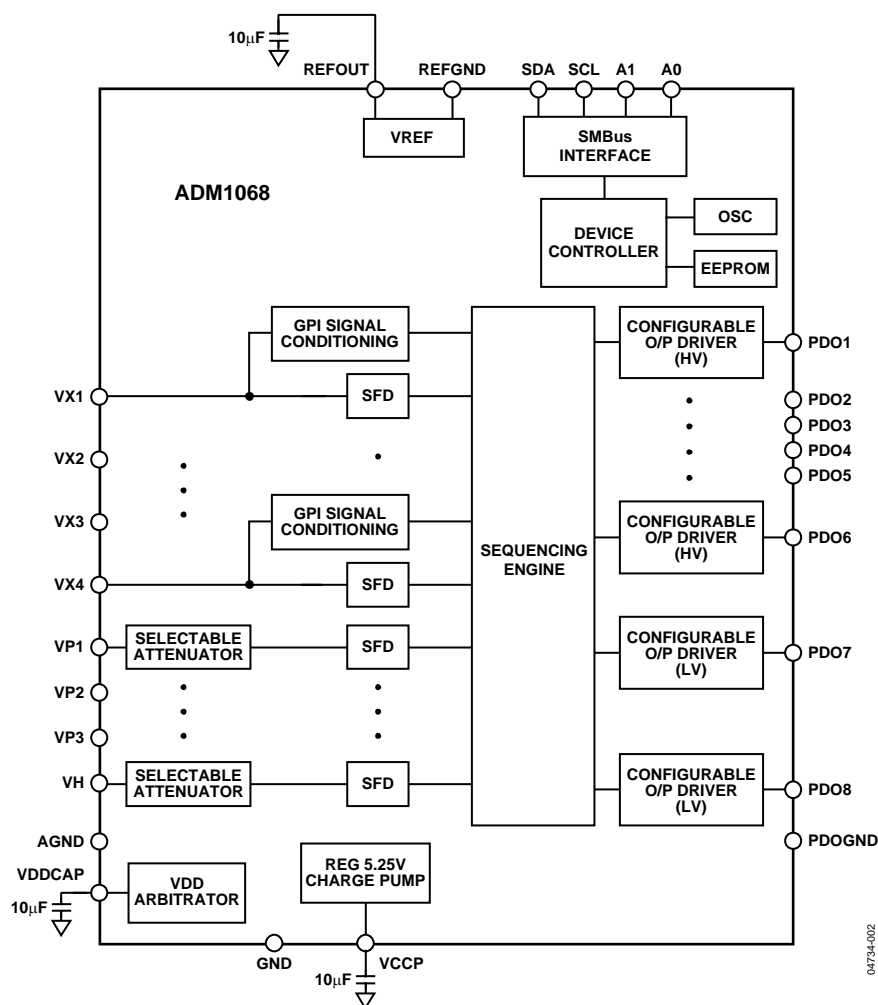 10μF
REFOUT
REFGND
SDA
SCL
A1
A0
VREF
SMBus
INTERFACE
ADM1068
DEVICE
CONTROLLER
OSC
EEPROM
GPI SIGNAL
CONDITIONING
CONFIGURABLE
O/P DRIVER
(HV)
PDO1
VX1
SFD
PDO2
PDO3
PDO4
PDO5
VX2
VX3
GPI SIGNAL
CONDITIONING
SEQUENCING
ENGINE
CONFIGURABLE
O/P DRIVER
(HV)
PDO6
VX4
SFD
VP1
SELECTABLE
ATTENUATOR
SFD
CONFIGURABLE
O/P DRIVER
(LV)
PDO7
VP2
VP3
VH
SELECTABLE
ATTENUATOR
SFD
CONFIGURABLE
O/P DRIVER
(LV)
PDO8
AGND
PDOGND
VDDCAP
10μF
VDD
ARBITRATOR
REG 5.25V
CHARGE PUMP
GND
VCCP
10μF
04734-002